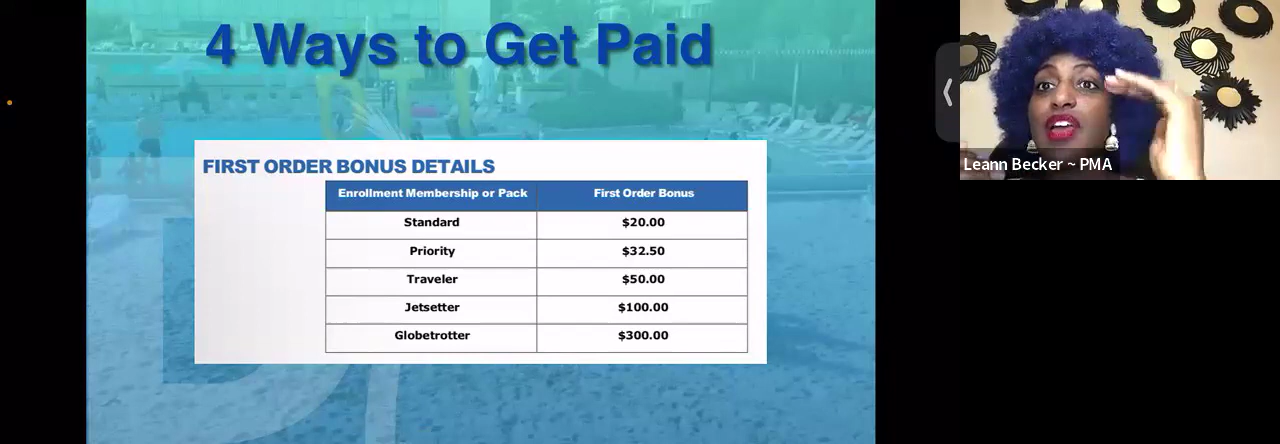 4 Ways to Get Paid
FIRST ORDER BONUS DETAILS
Enrollment Membership or Pack First Order Bonus
Standard $20.00
Priority $32.50
Traveler $50.00
Jetsetter $100.00
Globetrotter $300.00
Leann Becker ~ PMA